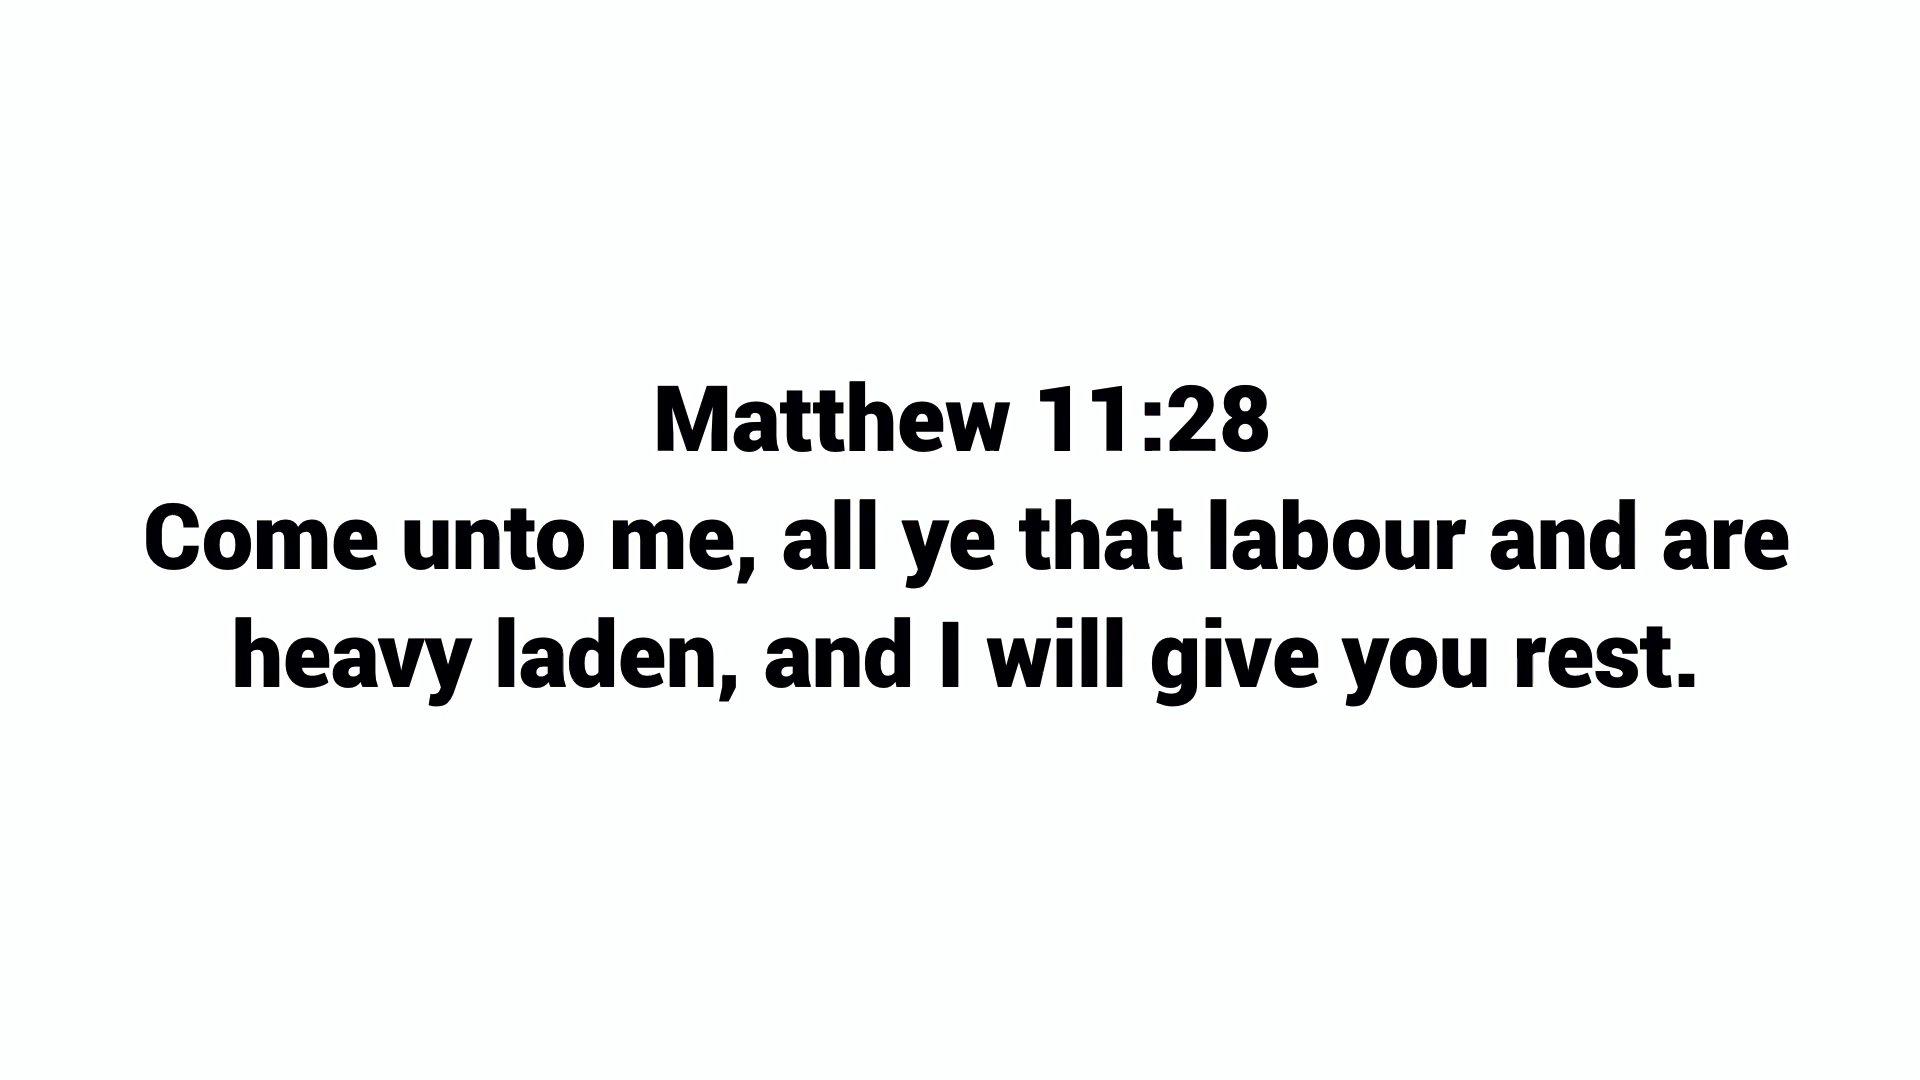 Matthew 11:28
Come unto me, all ye that labour and are
heavy laden, and I will give you rest.